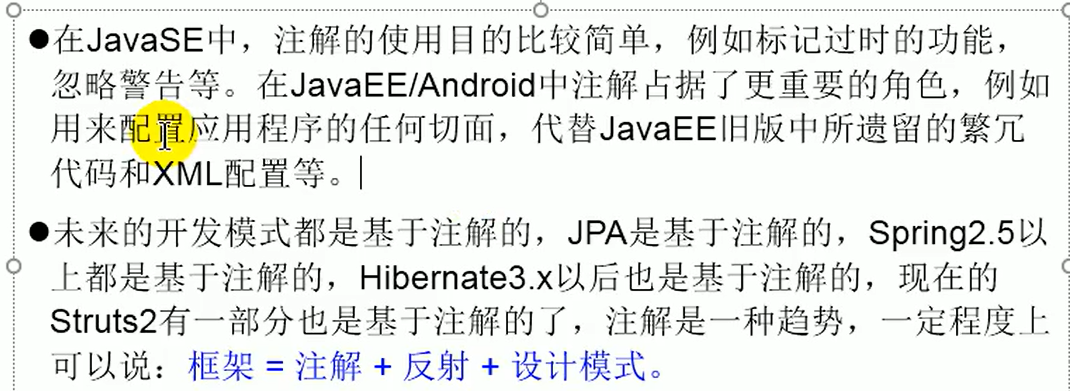 ●在JavaSE中，注解的使用目的比较简单，例如标记过时的功能，
忽略警告等。在JavaEE/Android中注解占据了更重要的角色，例如
用来配置应用程序的任何切面，代替JavaEE旧版中所遗留的繁冗
代码和XML配置等。
●未来的开发模式都是基于注解的，JPA是基于注解的，Spring2.5以
上都是基于注解的，Hibernate3.x以后也是基于注解的，现在的
Struts2有一部分也是基于注解的了，注解是一种趋势，一定程度上
可以说：框架 = 注解 + 反射 + 设计模式。